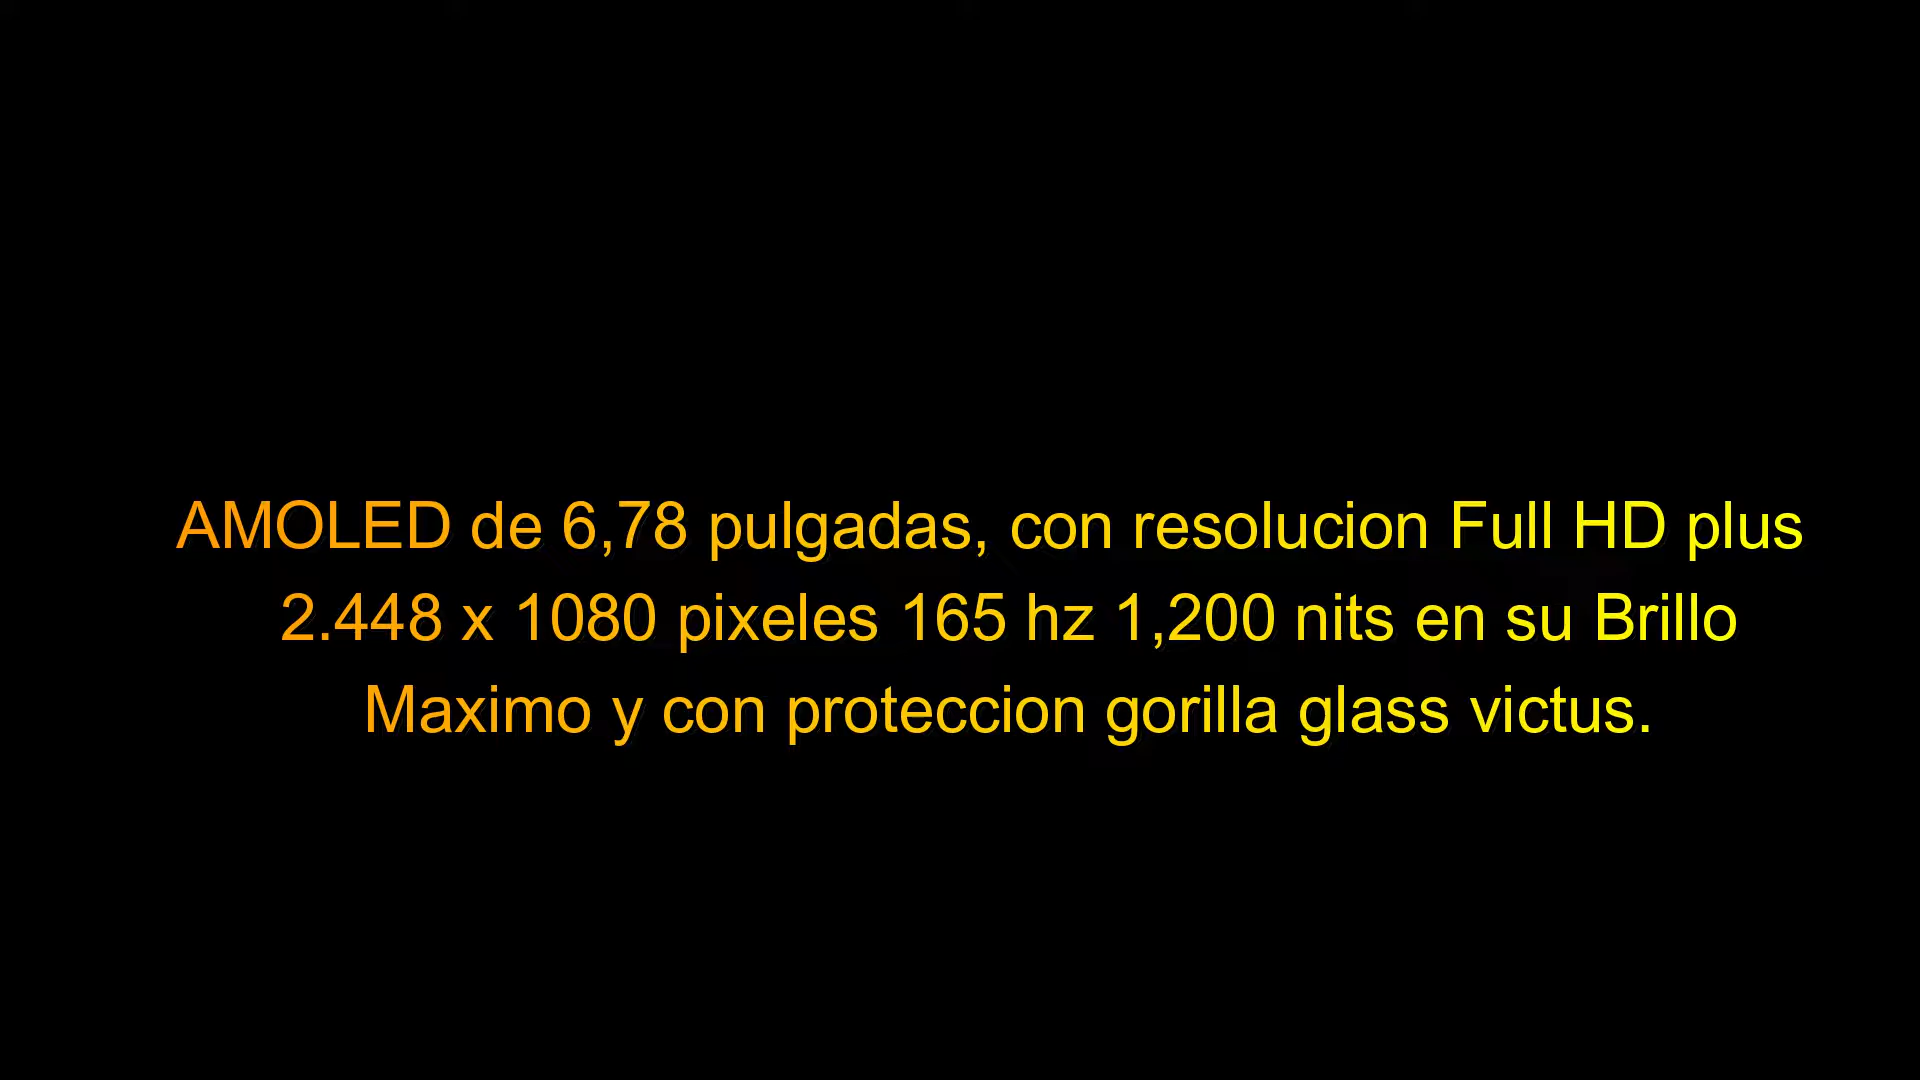 AMOLED de 6,78 pulgadas, con resolucion Full HD plus
2.448 x 1080 pixeles 165 hz 1,200 nits en su Brillo
Maximo y con proteccion gorilla glass victus.